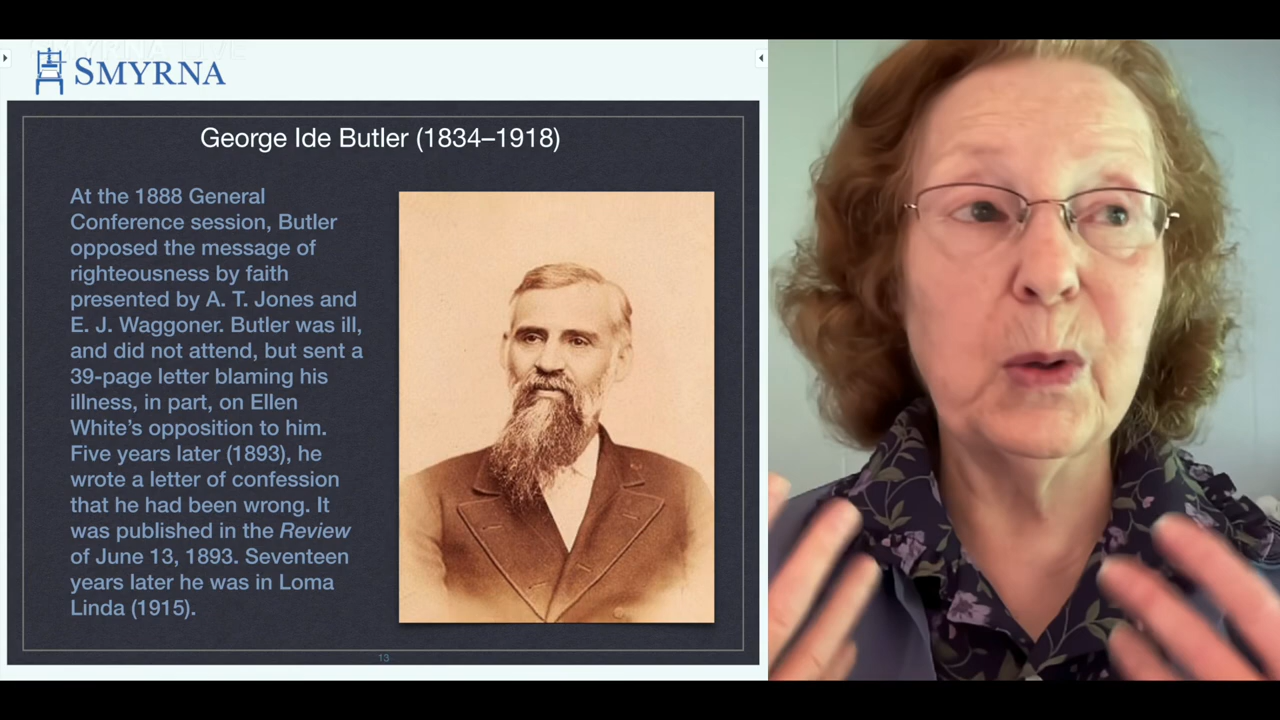 SMYRNA LIVE
SMYRNA
George Ide Butler (1834–1918)
At the 1888 General
Conference session, Butler
opposed the message of
righteousness by faith
presented by A. T. Jones and
E. J. Waggoner. Butler was ill,
and did not attend, but sent a
39-page letter blaming his
illness, in part, on Ellen
White’s opposition to him.
Five years later (1893), he
wrote a letter of confession
that he had been wrong. It
was published in the Review
of June 13, 1893. Seventeen
years later he was in Loma
Linda (1915).
13